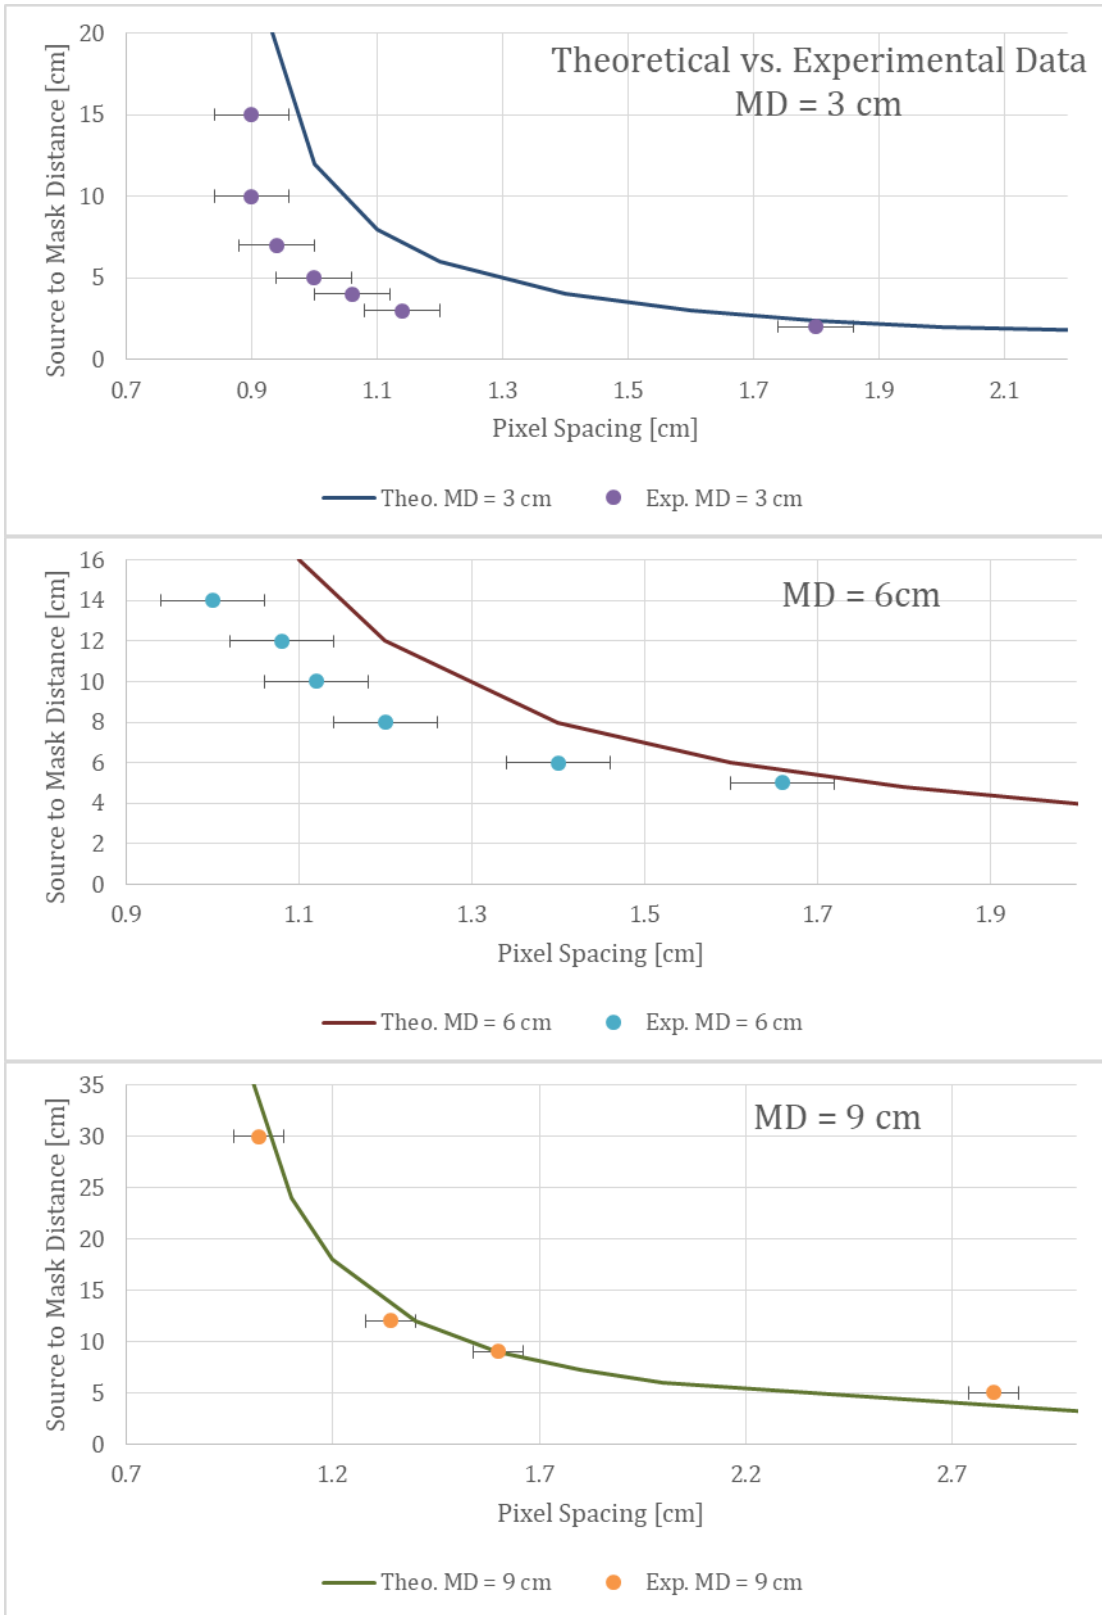 Theoretical vs. Experimental Data
MD = 3 cm
Source to Mask Distance [cm]
20
15
10
5
0
0.7 0.9 1.1 1.3 1.5 1.7 1.9 2.1
Pixel Spacing [cm]
Theo. MD = 3 cm Exp. MD = 3 cm
MD = 6cm
Source to Mask Distance [cm]
16
14
12
10
8
6
4
2
0
0.9 1.1 1.3 1.5 1.7 1.9
Pixel Spacing [cm]
Theo. MD = 6 cm Exp. MD = 6 cm
MD = 9 cm
Source to Mask Distance [cm]
35
30
25
20
15
10
5
0
0.7 1.2 1.7 2.2 2.7
Pixel Spacing [cm]
Theo. MD = 9 cm Exp. MD = 9 cm